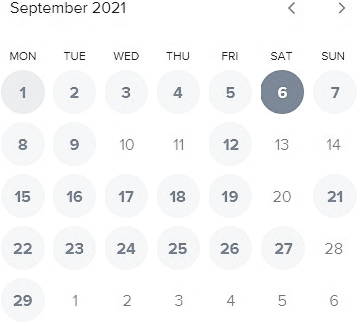 September 2021
MON TUE WED THU FRI SAT SUN
1 2 3 4 5 6 7
8 9 10 11 12 13 14
15 16 17 18 19 20 21
22 23 24 25 26 27 28
29 1 2 3 4 5 6